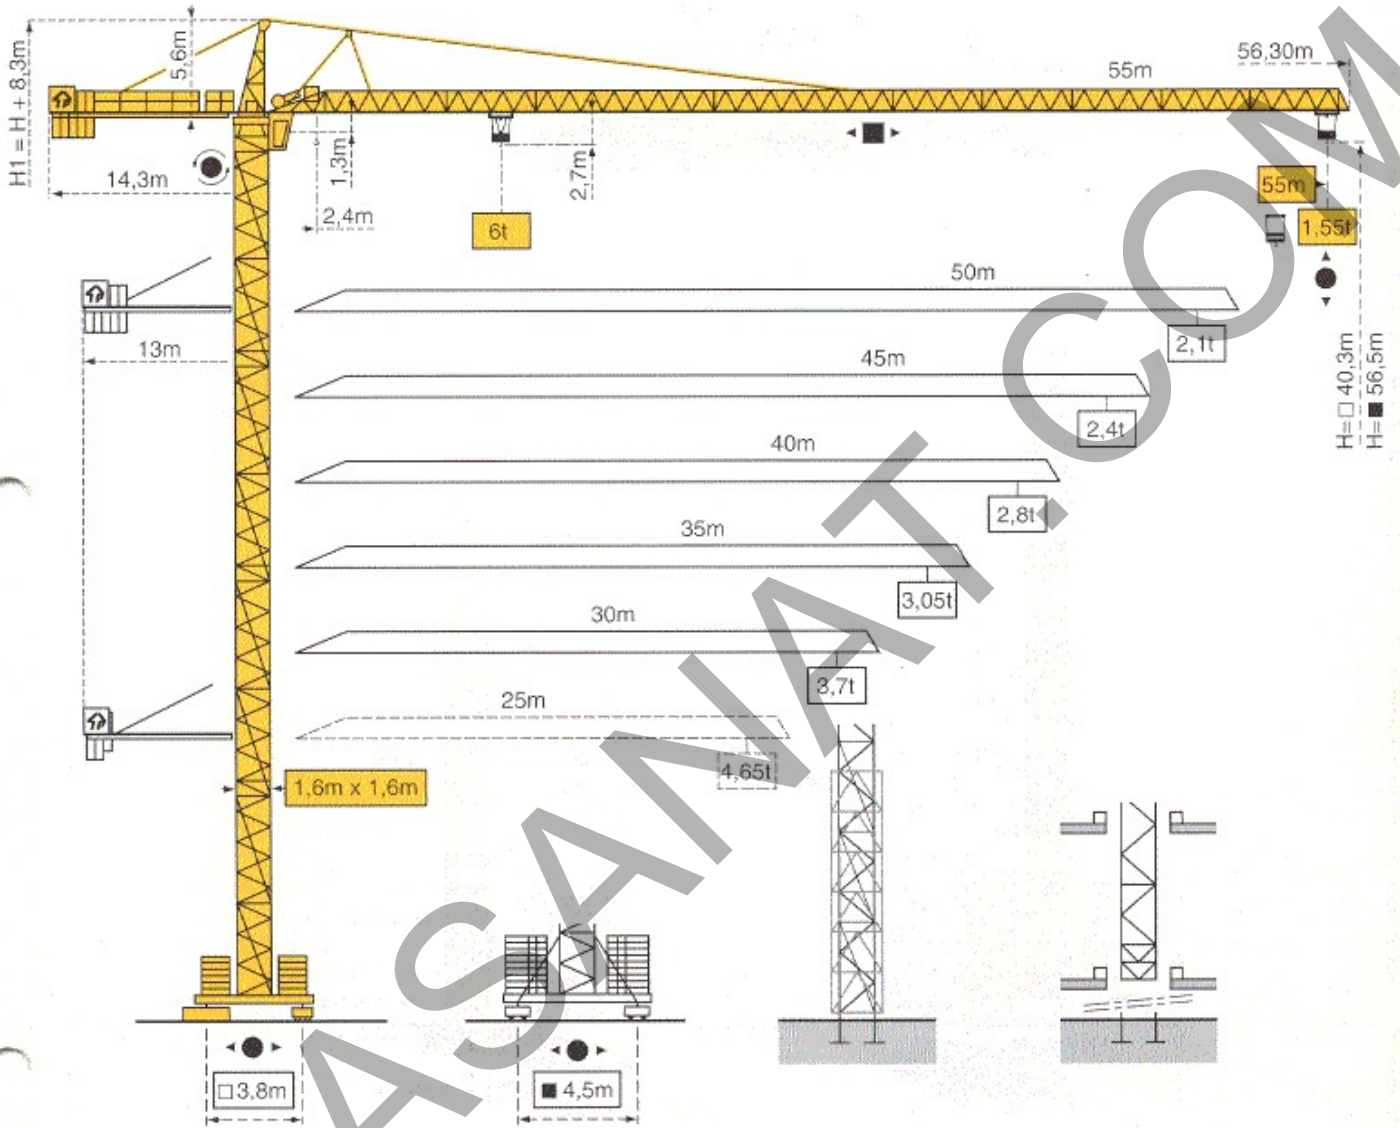 H1 = H + 8,3m
5,6m
55m
56,30m
14,3m
1,3m
2,4m
2,7m
6t
55m
1,55t
50m
2,1t
13m
45m
2,4t
H=□ 40,3m
H=■ 56,5m
40m
2,8t
35m
3,05t
30m
3,7t
25m
4,65t
1,6m x 1,6m
□3,8m
■ 4,5m
ASANAT.COM